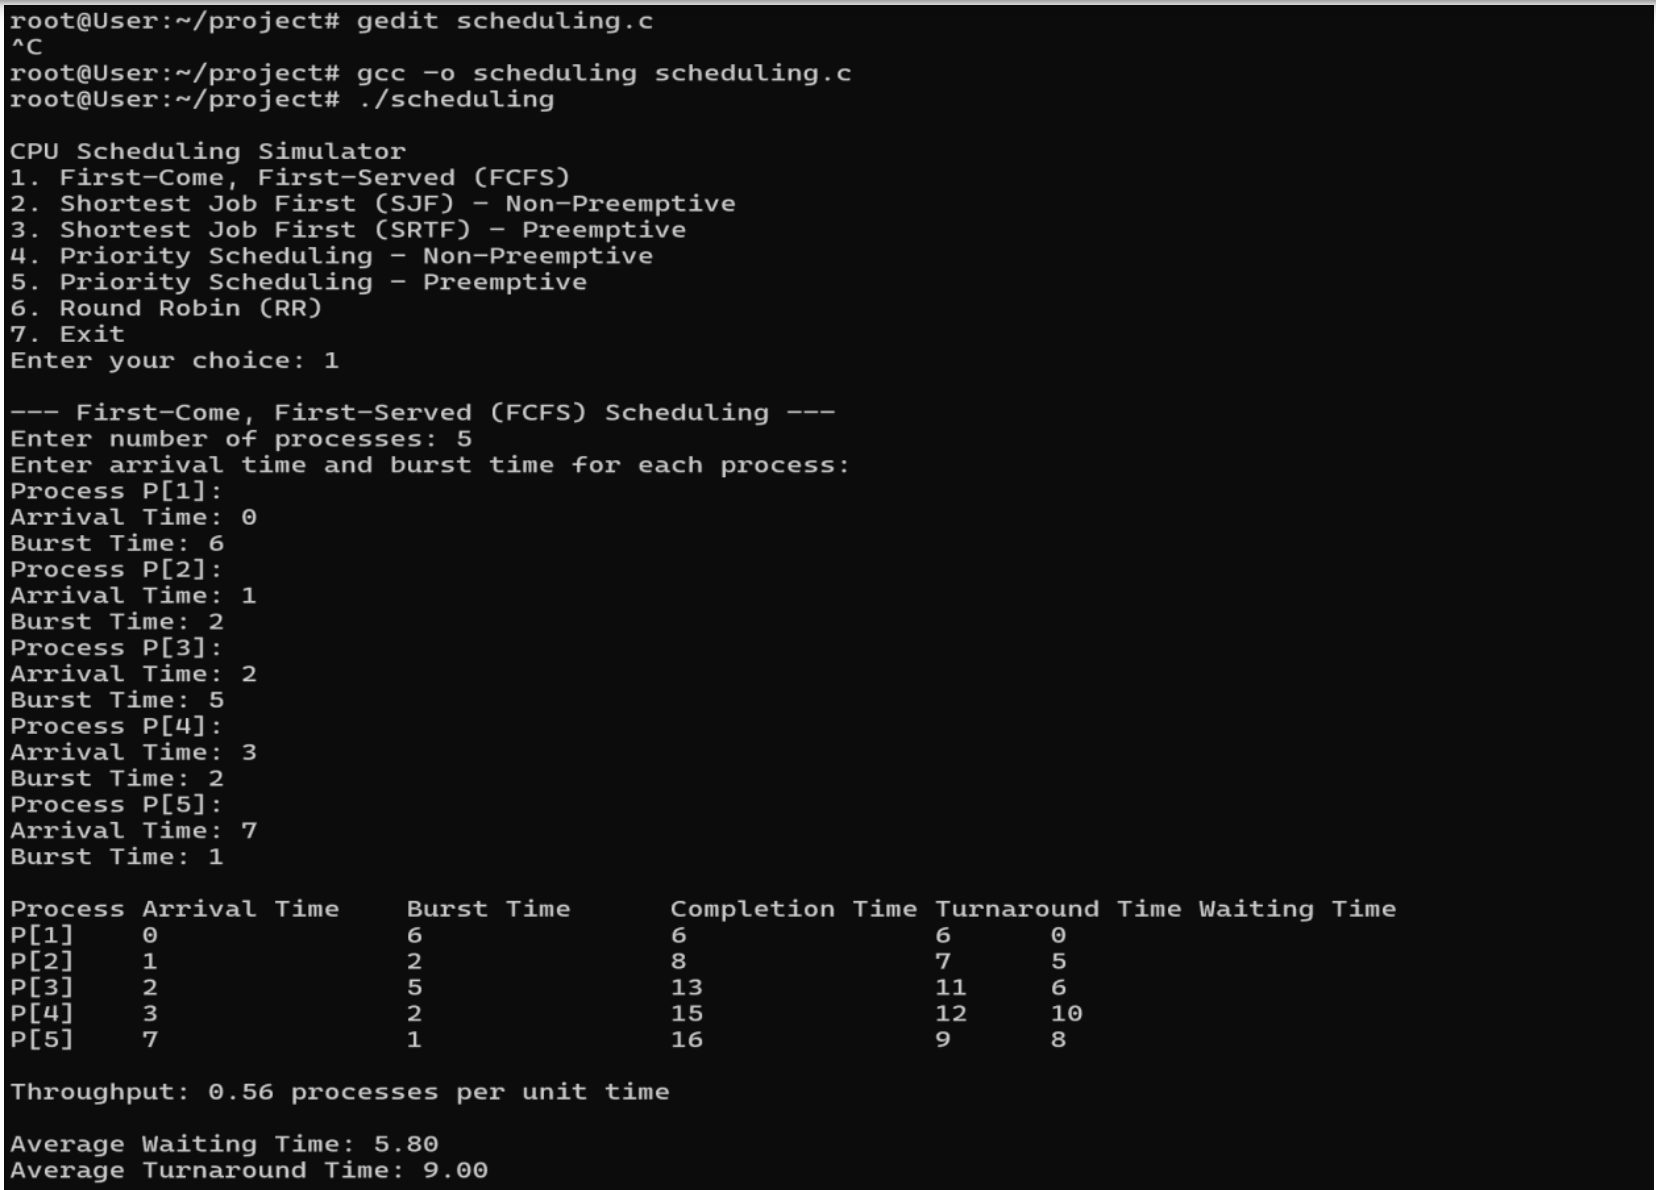 root@User:~/project# gedit scheduling.c
^C
root@User:~/project# gcc -o scheduling scheduling.c
root@User:~/project# ./scheduling
CPU Scheduling Simulator
1. First-Come, First-Served (FCFS)
2. Shortest Job First (SJF) - Non-Preemptive
3. Shortest Job First (SRTF) - Preemptive
4. Priority Scheduling - Non-Preemptive
5. Priority Scheduling - Preemptive
6. Round Robin (RR)
7. Exit
Enter your choice: 1
--- First-Come, First-Served (FCFS) Scheduling ---
Enter number of processes: 5
Enter arrival time and burst time for each process:
Process P[1]:
Arrival Time: 0
Burst Time: 6
Process P[2]:
Arrival Time: 1
Burst Time: 2
Process P[3]:
Arrival Time: 2
Burst Time: 5
Process P[4]:
Arrival Time: 3
Burst Time: 2
Process P[5]:
Arrival Time: 7
Burst Time: 1
Process Arrival Time    Burst Time      Completion Time Turnaround Time Waiting Time
P[1]    0               6               6               6      0
P[2]    1               2               8               7      5
P[3]    2               5               13              11     6
P[4]    3               2               15              12     10
P[5]    7               1               16              9      8
Throughput: 0.56 processes per unit time
Average Waiting Time: 5.80
Average Turnaround Time: 9.00